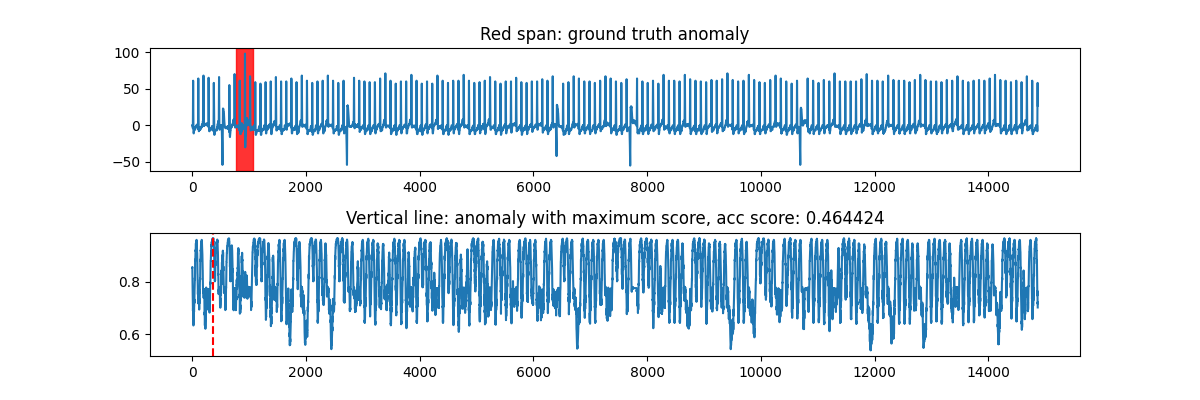 Red span: ground truth anomaly
100
50
0
−50
0 2000 4000 6000 8000 10000 12000 14000
Vertical line: anomaly with maximum score, acc score: 0.464424
0.8
0.6
0 2000 4000 6000 8000 10000 12000 14000